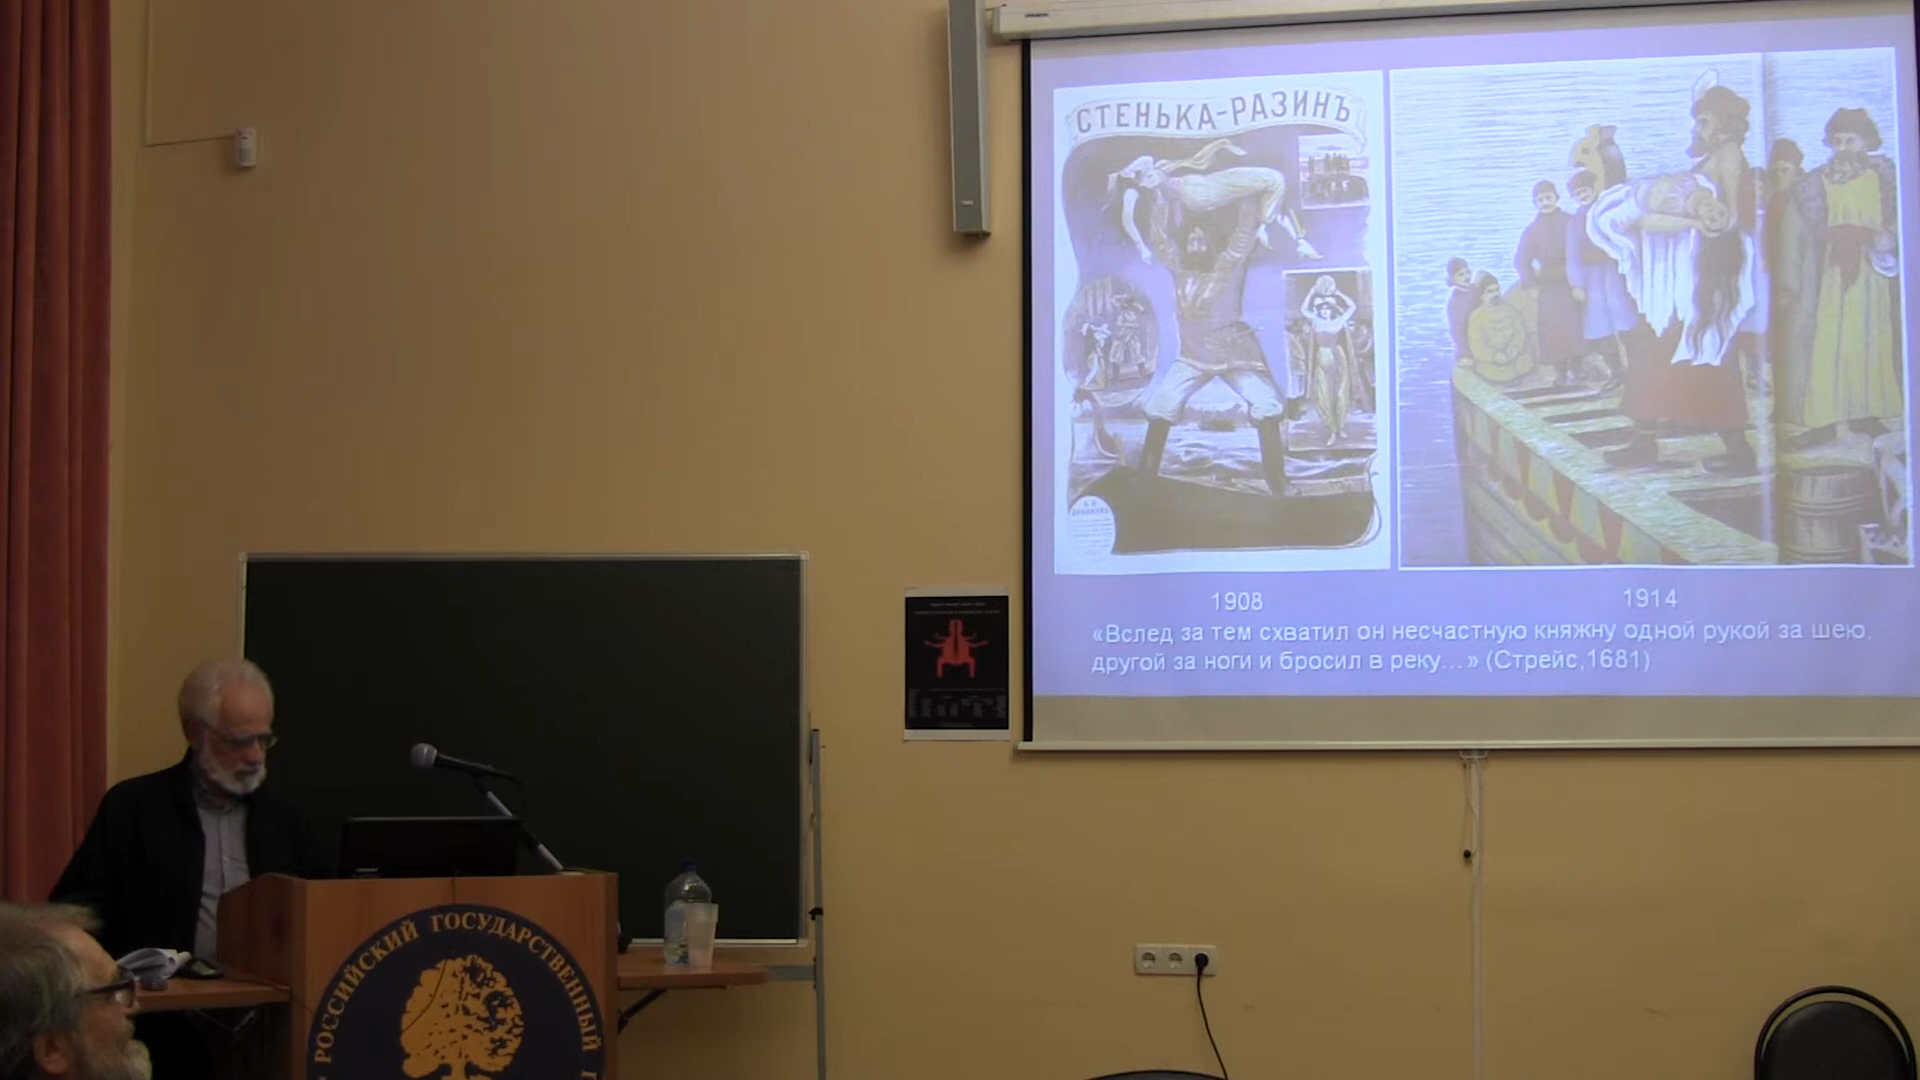 СТЕНЬКА-РАЗИНЪ
1908
1914
«Вслед за тем схватил он несчастную княжну одной рукой за шею,
другой за ноги и бросил в реку...» (Стрейс,1681)
РОССИЙСКИЙ ГОСУДАРСТВЕННЫЙ